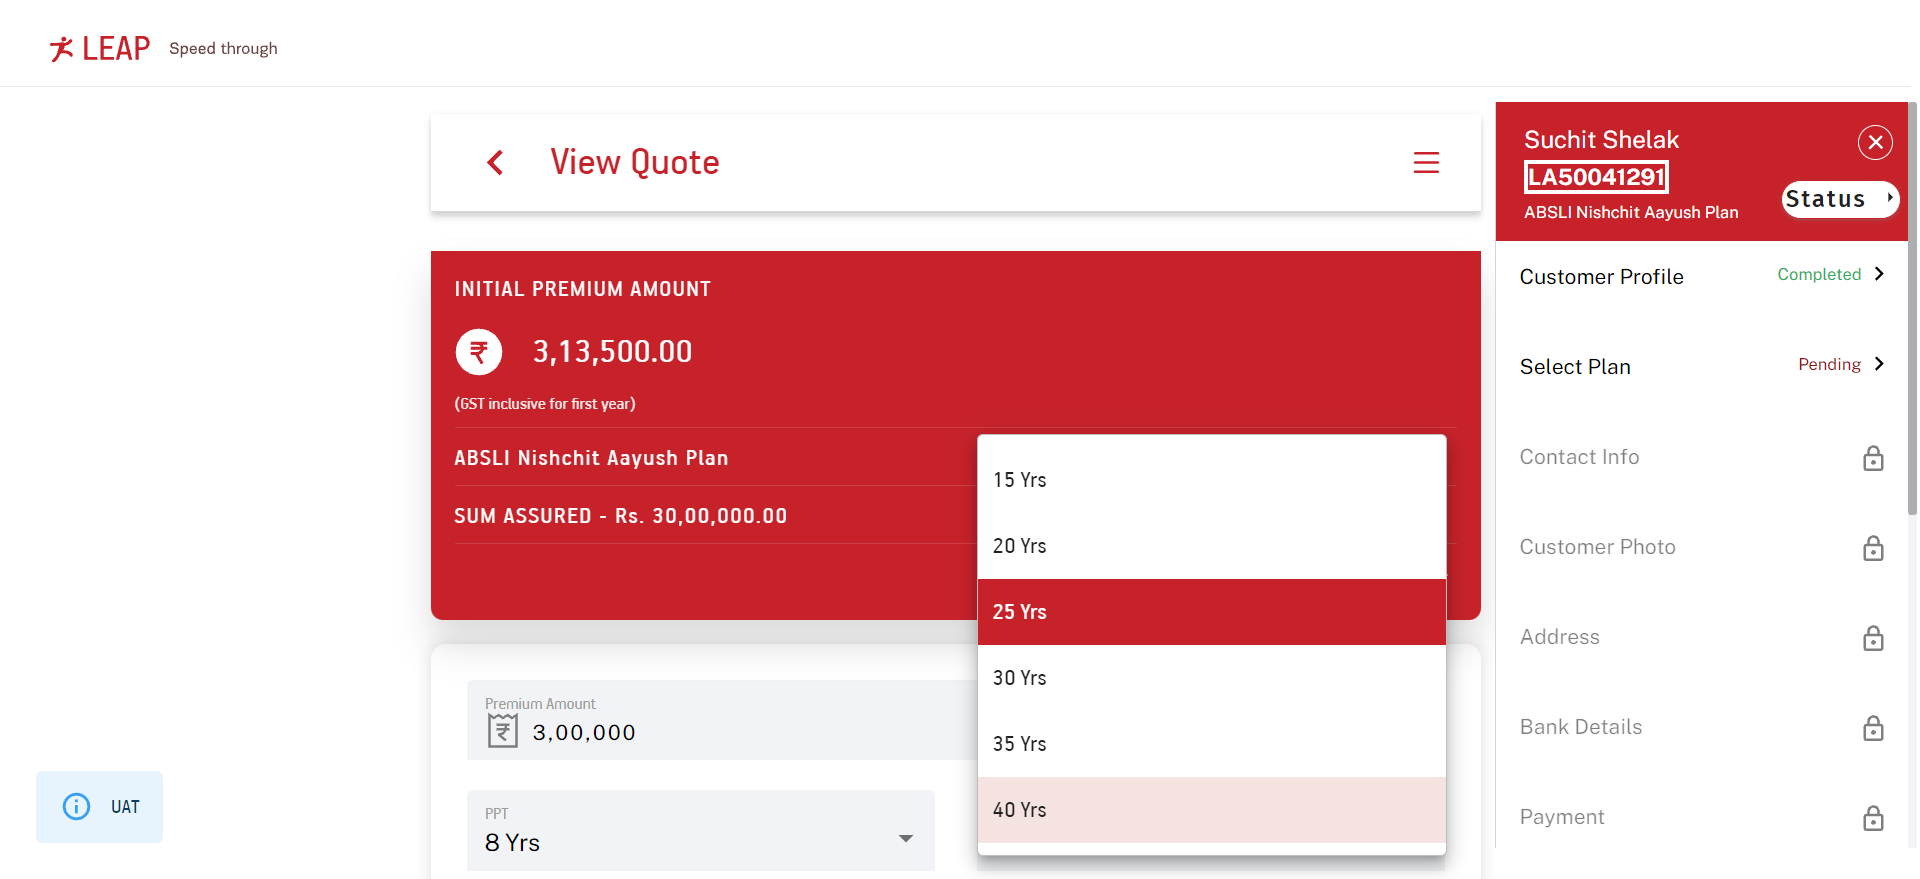 LEAP Speed through
View Quote
INITIAL PREMIUM AMOUNT
₹ 3,13,500.00
(GST inclusive for first year)
ABSLI Nishchit Aayush Plan
SUM ASSURED - Rs. 30,00,000.00
15 Yrs
20 Yrs
25 Yrs
30 Yrs
35 Yrs
40 Yrs
Premium Amount
₹ 3,00,000
PPT
8 Yrs
UAT
Suchit Shelak
LA50041291
ABSLI Nishchit Aayush Plan
Status
Customer Profile Completed
Select Plan Pending
Contact Info
Customer Photo
Address
Bank Details
Payment